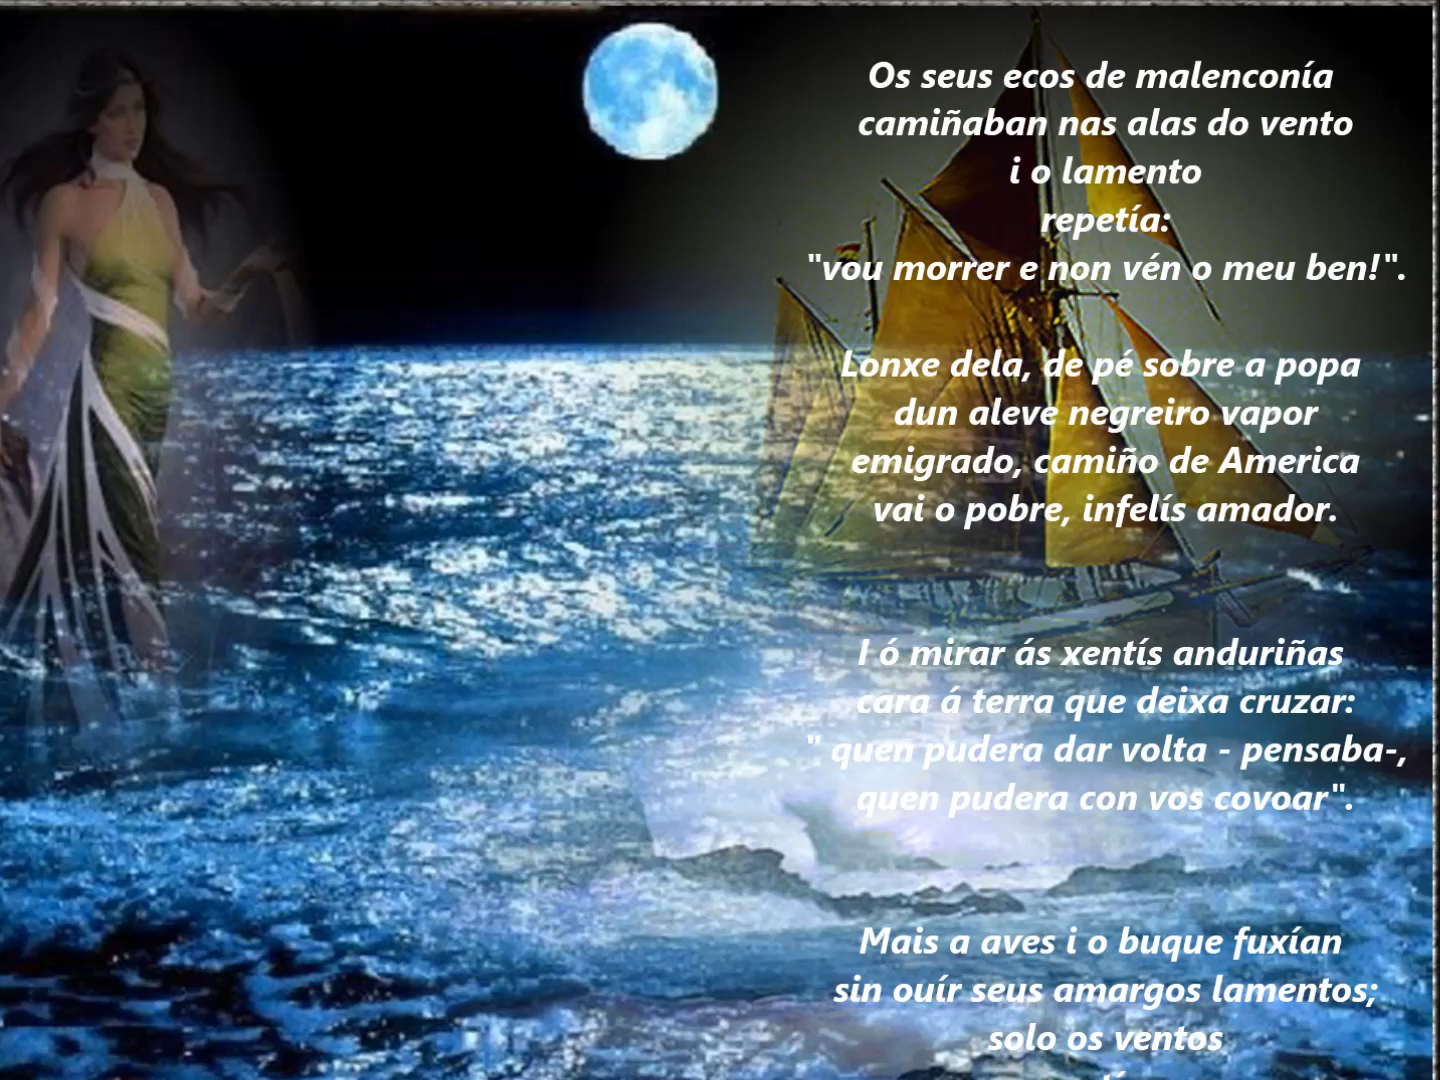 Os seus ecos de malenconía
camiñaban nas alas do vento
i o lamento
repetía:
"vou morrer e non vén o meu ben!".
Lonxe dela, de pé sobre a popa
dun aleve negreiro vapor
emigrado, camiño de America
vai o pobre, infelís amador.
I ó mirar ás xentís anduriñas
cara á terra que deixa cruzar:
" quen pudera dar volta - pensaba-,
quen pudera con vos covoar".
Mais a aves i o buque fuxían
sin ouír seus amargos lamentos;
solo os ventos